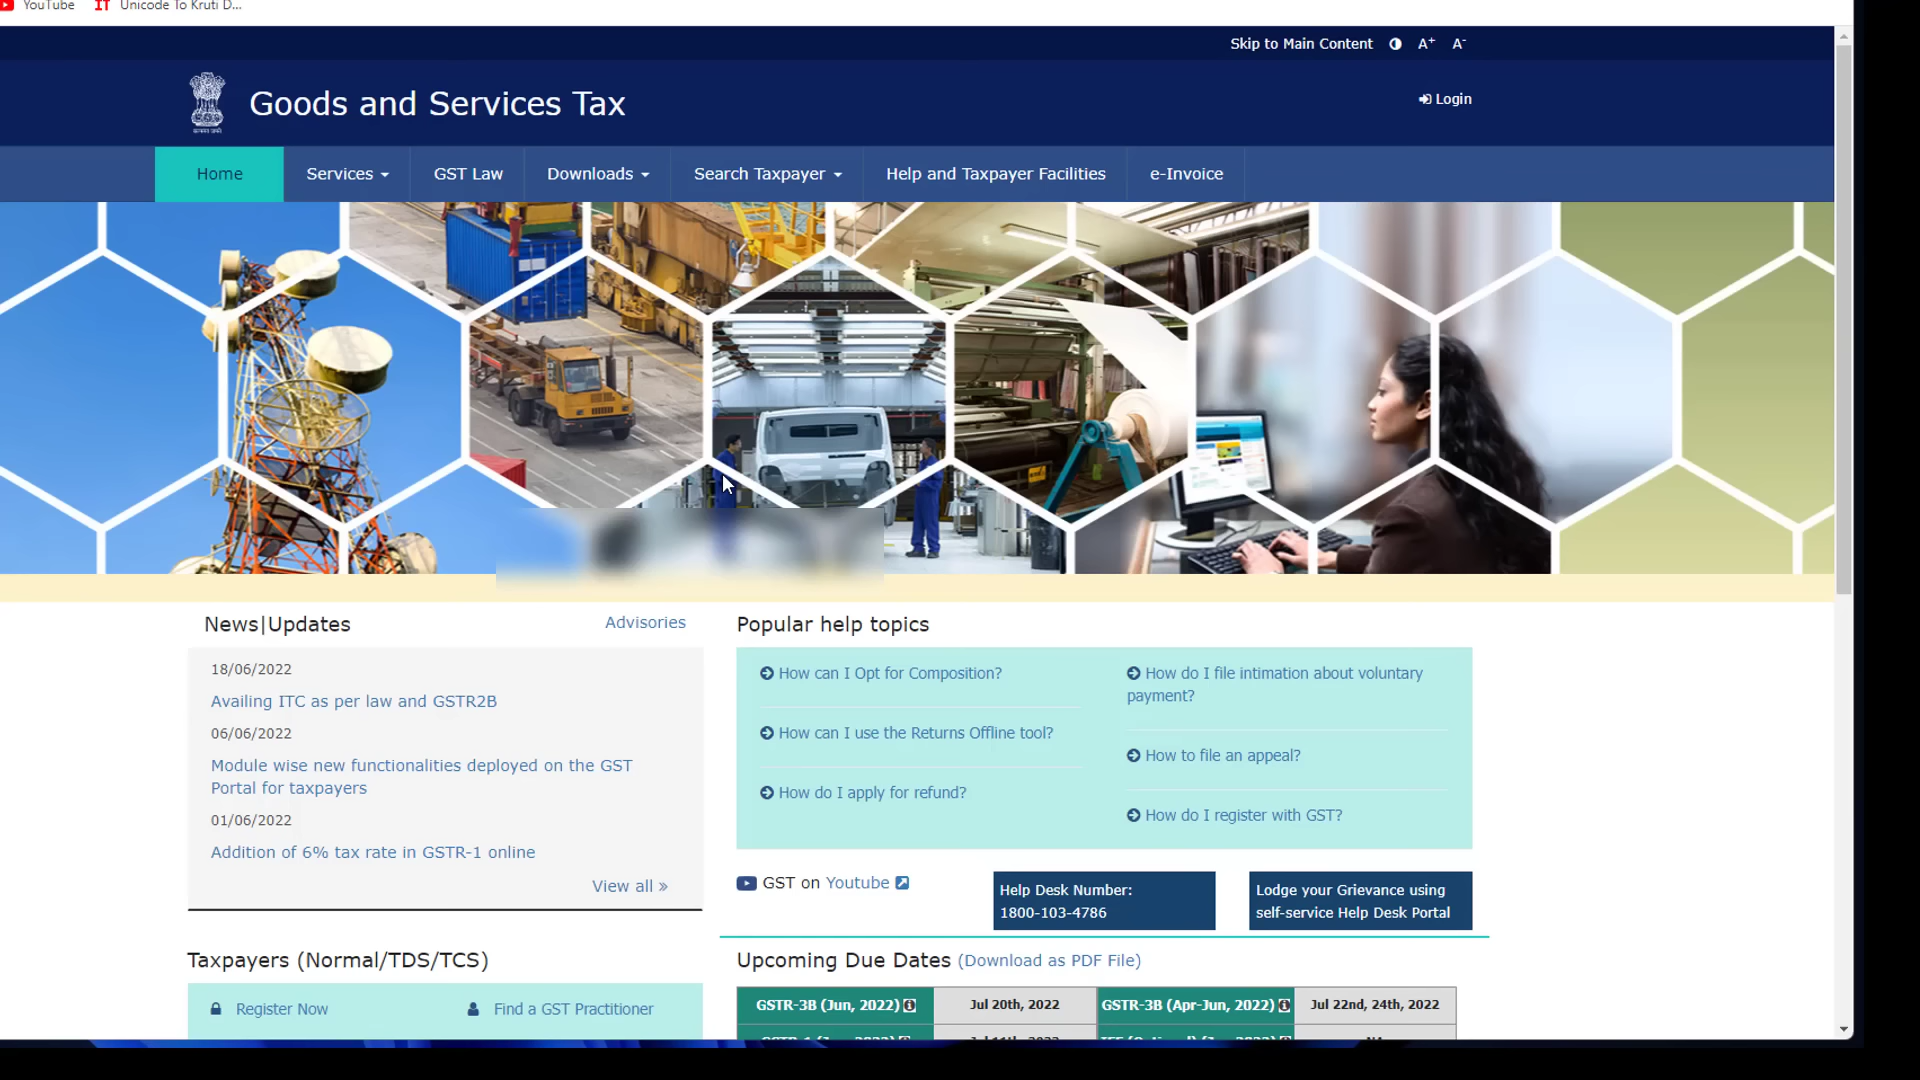 YouTube IT Unicode To Kruti D...
Skip to Main Content A+ A-
Goods and Services Tax
Login
Home Services GST Law Downloads Search Taxpayer Help and Taxpayer Facilities e-Invoice
News|Updates Advisories
18/06/2022
Availing ITC as per law and GSTR2B
06/06/2022
Module wise new functionalities deployed on the GST
Portal for taxpayers
01/06/2022
Addition of 6% tax rate in GSTR-1 online
View all »
Popular help topics
How can I Opt for Composition?
How can I use the Returns Offline tool?
How do I apply for refund?
How do I file intimation about voluntary
payment?
How to file an appeal?
How do I register with GST?
GST on Youtube
Help Desk Number:
1800-103-4786
Lodge your Grievance using
self-service Help Desk Portal
Taxpayers (Normal/TDS/TCS)
Register Now Find a GST Practitioner
Upcoming Due Dates (Download as PDF File)
GSTR-3B (Jun, 2022) Jul 20th, 2022 GSTR-3B (Apr-Jun, 2022) Jul 22nd, 24th, 2022